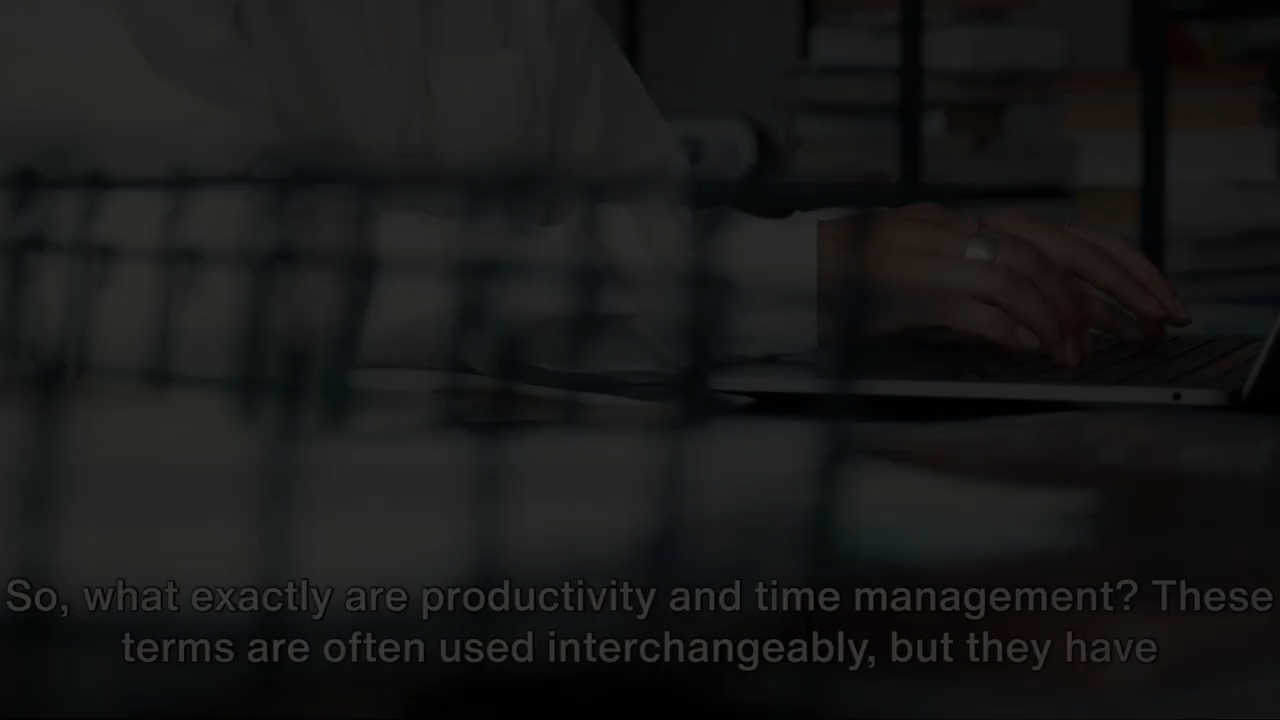 So, what exactly are productivity and time management? These
terms are often used interchangeably, but they have